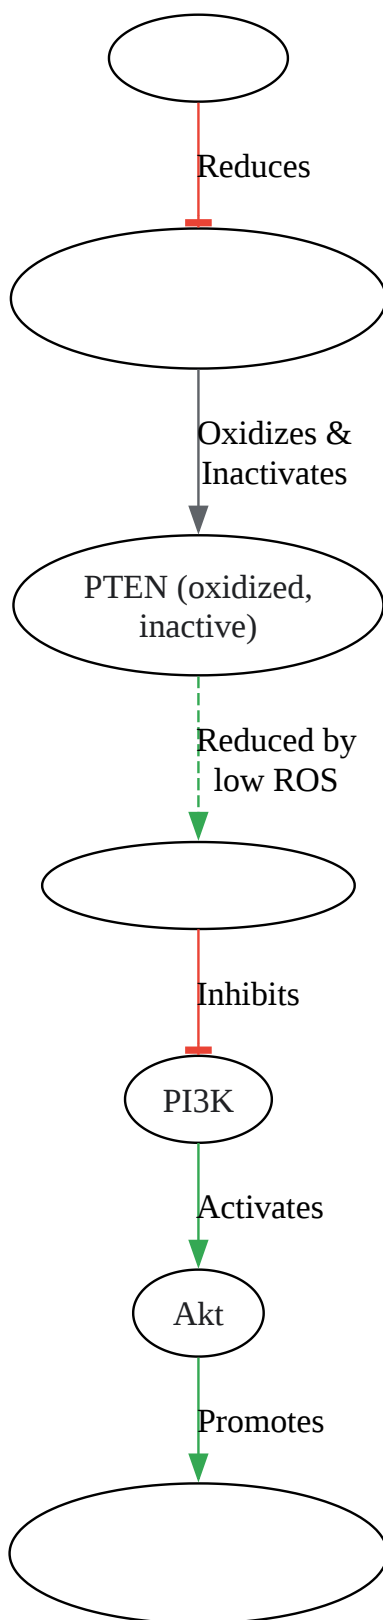 Reduces
Oxidizes &
Inactivates
PTEN (oxidized,
inactive)
Reduced by
low ROS
Inhibits
PI3K
Activates
Akt
Promotes